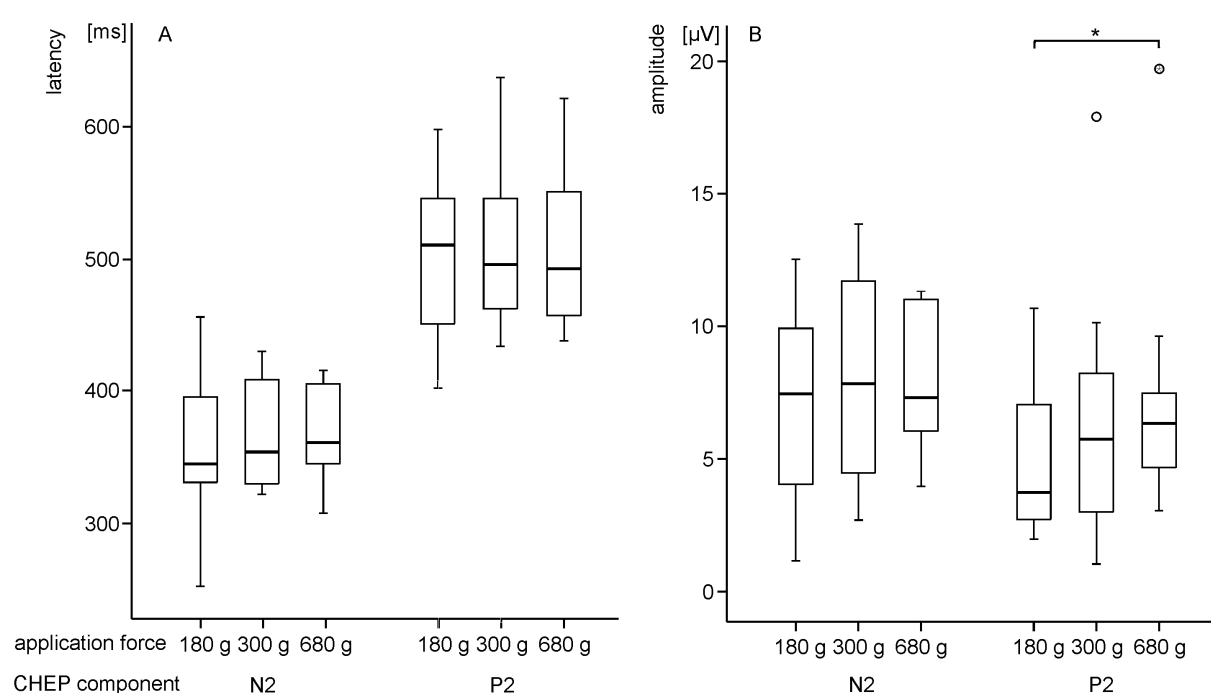 [ms] A
latency
600
500
400
300
application force 180 g 300 g 680 g 180 g 300 g 680 g
CHEP component N2 P2
[µV] B
amplitude
*
20
15
10
5
0
180 g 300 g 680 g 180 g 300 g 680 g
N2 P2